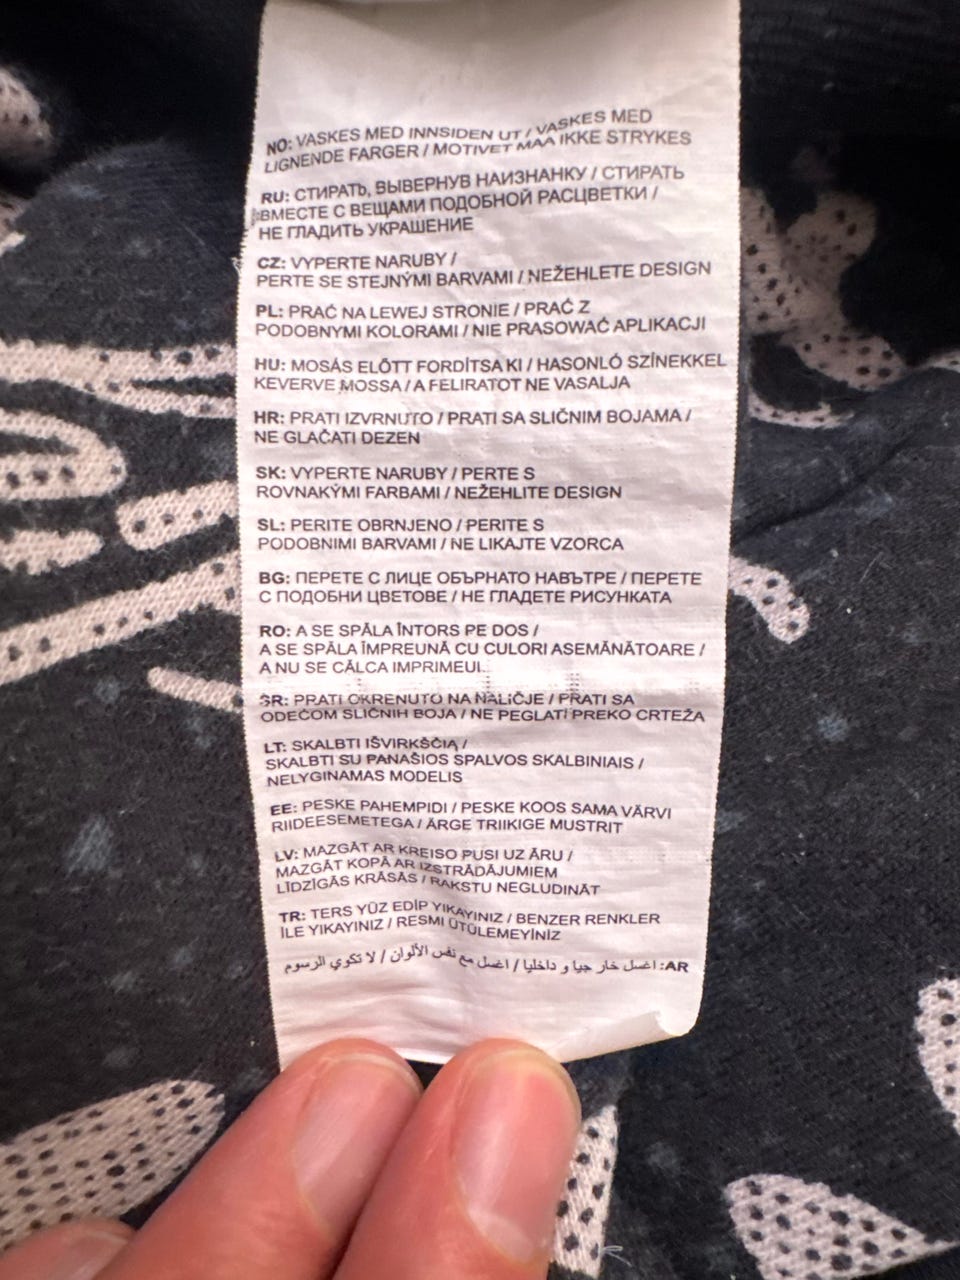 NO: VASKES MED INNSIDEN UT / VASKES MED
LIGNENDE FARGER / MOTIVET MAA IKKE STRYKES
RU: СТИРАТЬ, ВЫВЕРНУВ НАИЗНАНКУ / СТИРАТЬ
ВМЕСТЕ С ВЕЩАМИ ПОДОБНОЙ РАСЦВЕТКИ /
НЕ ГЛАДИТЬ УКРАШЕНИЕ
CZ: VYPERTE NARUBY /
PERTE SE STEJNÝMI BARVAMI / NEŽEHLETE DESIGN
PL: PRAĆ NA LEWEJ STRONIE / PRAĆ Z
PODOBNYMI KOLORAMI / NIE PRASOWAĆ APLIKACJI
HU: MOSÁS ELŐTT FORDÍTSA KI / HASONLÓ SZÍNEKKEL
KEVERVE MOSSA / A FELIRATOT NE VASALJA
HR: PRATI IZVRNUTO / PRATI SA SLIČNIM BOJAMA /
NE GLAČATI DEZEN
SK: VYPERTE NARUBY / PERTE S
ROVNAKÝMI FARBAMI / NEŽEHLITE DESIGN
SL: PERITE OBRNJENO / PERITE S
PODOBNIMI BARVAMI / NE LIKAJTE VZORCA
BG: ПЕРЕТЕ С ЛИЦЕ ОБЪРНАТО НАВЪТРЕ / ПЕРЕТЕ
С ПОДОБНИ ЦВЕТОВЕ / НЕ ГЛАДЕТЕ РИСУНКАТА
RO: A SE SPĂLA ÎNTORS PE DOS /
A SE SPĂLA ÎMPREUNĂ CU CULORI ASEMĂNĂTOARE /
A NU SE CĂLCA IMPRIMEUL
SR: PRATI OKRENUTO NA NALIČJE / PRATI SA
ODEĆOM SLIČNIH BOJA / NE PEGLATI PREKO CRTEŽA
LT: SKALBTI IŠVIRKŠČIĄ /
SKALBTI SU PANAŠIOS SPALVOS SKALBINIAIS /
NELYGINAMAS MODELIS
EE: PESKE PAHEMPIDI / PESKE KOOS SAMA VÄRVI
RIIDEESEMETEGA / ÄRGE TRIIKIGE MUSTRIT
LV: MAZGĀT AR KREISO PUSI UZ ĀRU /
MAZGĀT KOPĀ AR IZSTRĀDĀJUMIEM
LĪDZĪGĀS KRĀSĀS / RAKSTU NEGLUDINĀT
TR: TERS YÜZ EDİP YIKAYINIZ / BENZER RENKLER
İLE YIKAYINIZ / RESMI ÜTÜLEMEYİNİZ
AR: اغسل خار جيا و داخليا / اغسل مع نفس الألوان / لا تكوي الرسوم